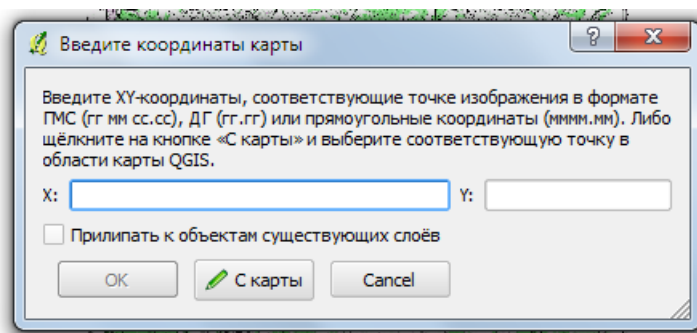 Введите координаты карты
Введите XY-координаты, соответствующие точке изображения в формате
ГМС (гг мм сс.сс), ДГ (гг.гг) или прямоугольные координаты (мммм.мм). Либо
щёлкните на кнопке «С карты» и выберите соответствующую точку в
области карты QGIS.
X: Y:
Прилипать к объектам существующих слоёв
OK С карты Cancel